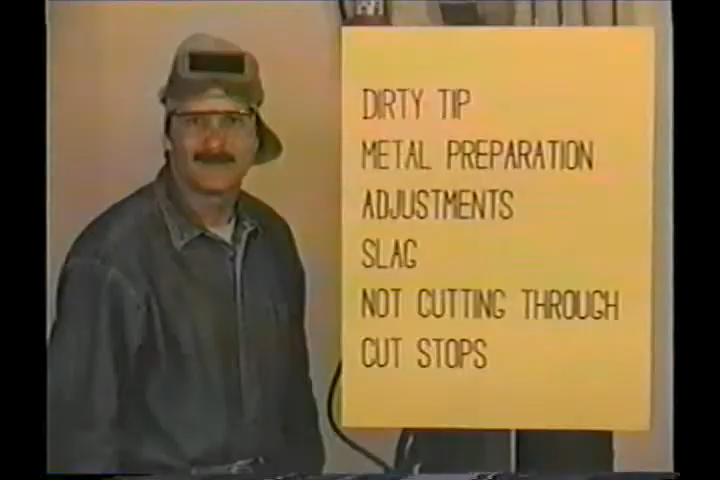 DIRTY TIP
METAL PREPARATION
ADJUSTMENTS
SLAG
NOT CUTTING THROUGH
CUT STOPS